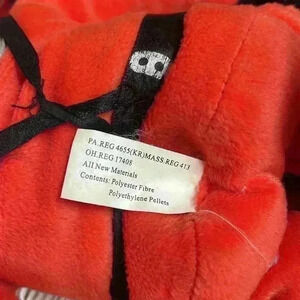 PA.REG 4655(KR)MASS.REG 413
OH.REG 17408
All New Materials
Contents: Polyester Fibre
Polyethylene Pellets